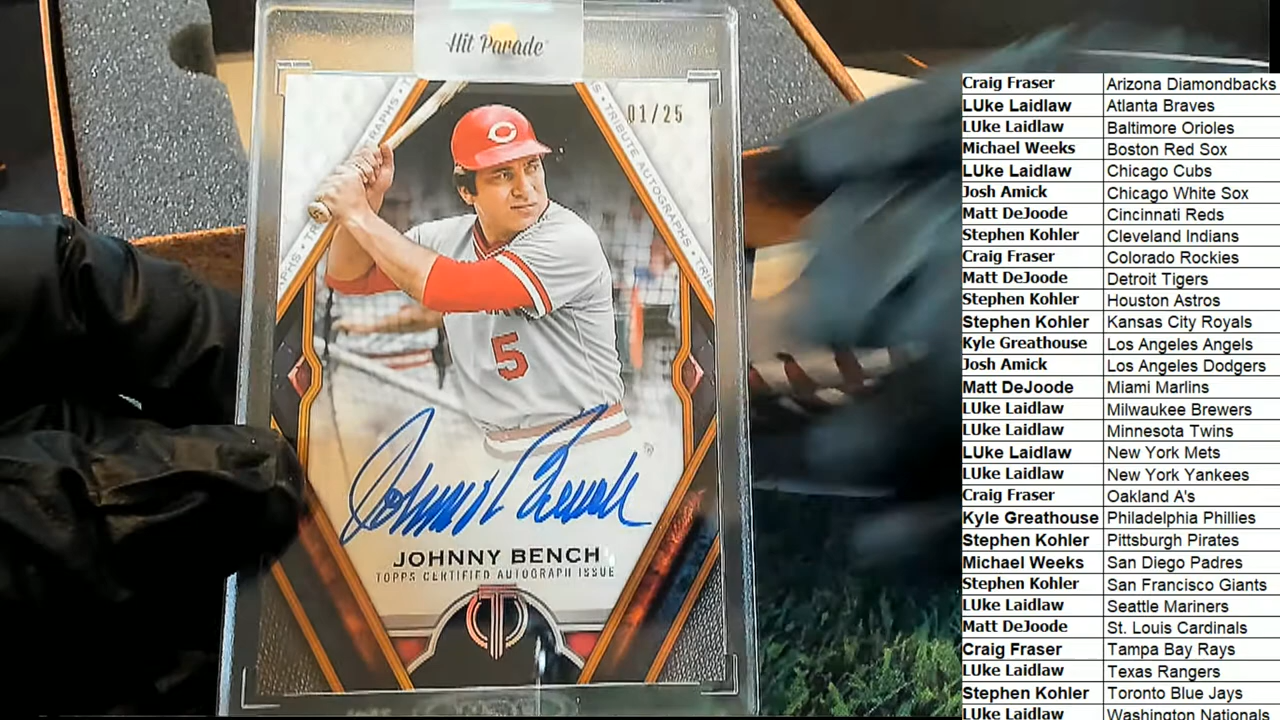 Hit Parade
01/25
TRIBUTE AUTOGRAPHS
5
Johnny Bench
JOHNNY BENCH
TOPPS CERTIFIED AUTOGRAPH ISSUE
Craig Fraser Arizona Diamondbacks
LUke Laidlaw Atlanta Braves
LUke Laidlaw Baltimore Orioles
Michael Weeks Boston Red Sox
LUke Laidlaw Chicago Cubs
Josh Amick Chicago White Sox
Matt DeJoode Cincinnati Reds
Stephen Kohler Cleveland Indians
Craig Fraser Colorado Rockies
Matt DeJoode Detroit Tigers
Stephen Kohler Houston Astros
Stephen Kohler Kansas City Royals
Kyle Greathouse Los Angeles Angels
Josh Amick Los Angeles Dodgers
Matt DeJoode Miami Marlins
LUke Laidlaw Milwaukee Brewers
LUke Laidlaw Minnesota Twins
LUke Laidlaw New York Mets
LUke Laidlaw New York Yankees
Craig Fraser Oakland A's
Kyle Greathouse Philadelphia Phillies
Stephen Kohler Pittsburgh Pirates
Michael Weeks San Diego Padres
Stephen Kohler San Francisco Giants
LUke Laidlaw Seattle Mariners
Matt DeJoode St. Louis Cardinals
Craig Fraser Tampa Bay Rays
LUke Laidlaw Texas Rangers
Stephen Kohler Toronto Blue Jays
LUke Laidlaw Washington Nationals